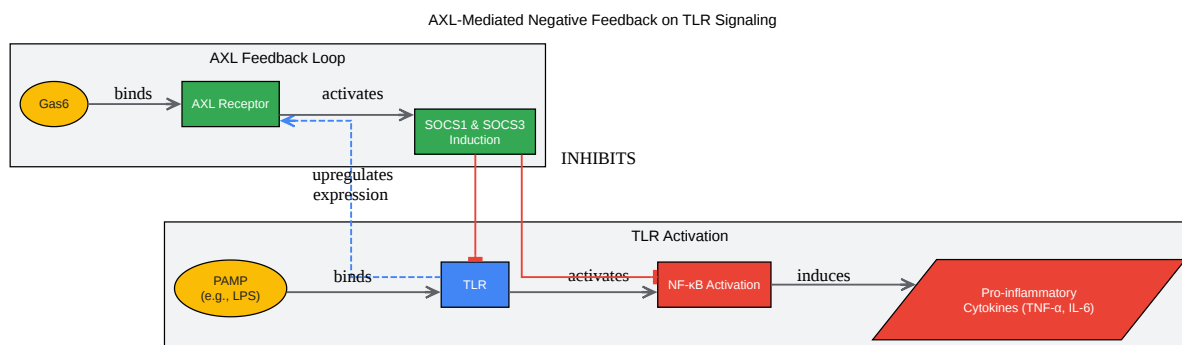 AXL-Mediated Negative Feedback on TLR Signaling
AXL Feedback Loop
Gas6
binds
AXL Receptor
activates
SOCS1 & SOCS3
Induction
INHIBITS
upregulates
expression
TLR Activation
PAMP
(e.g., LPS)
binds
TLR
activates
NF-κB Activation
induces
Pro-inflammatory
Cytokines (TNF-α, IL-6)